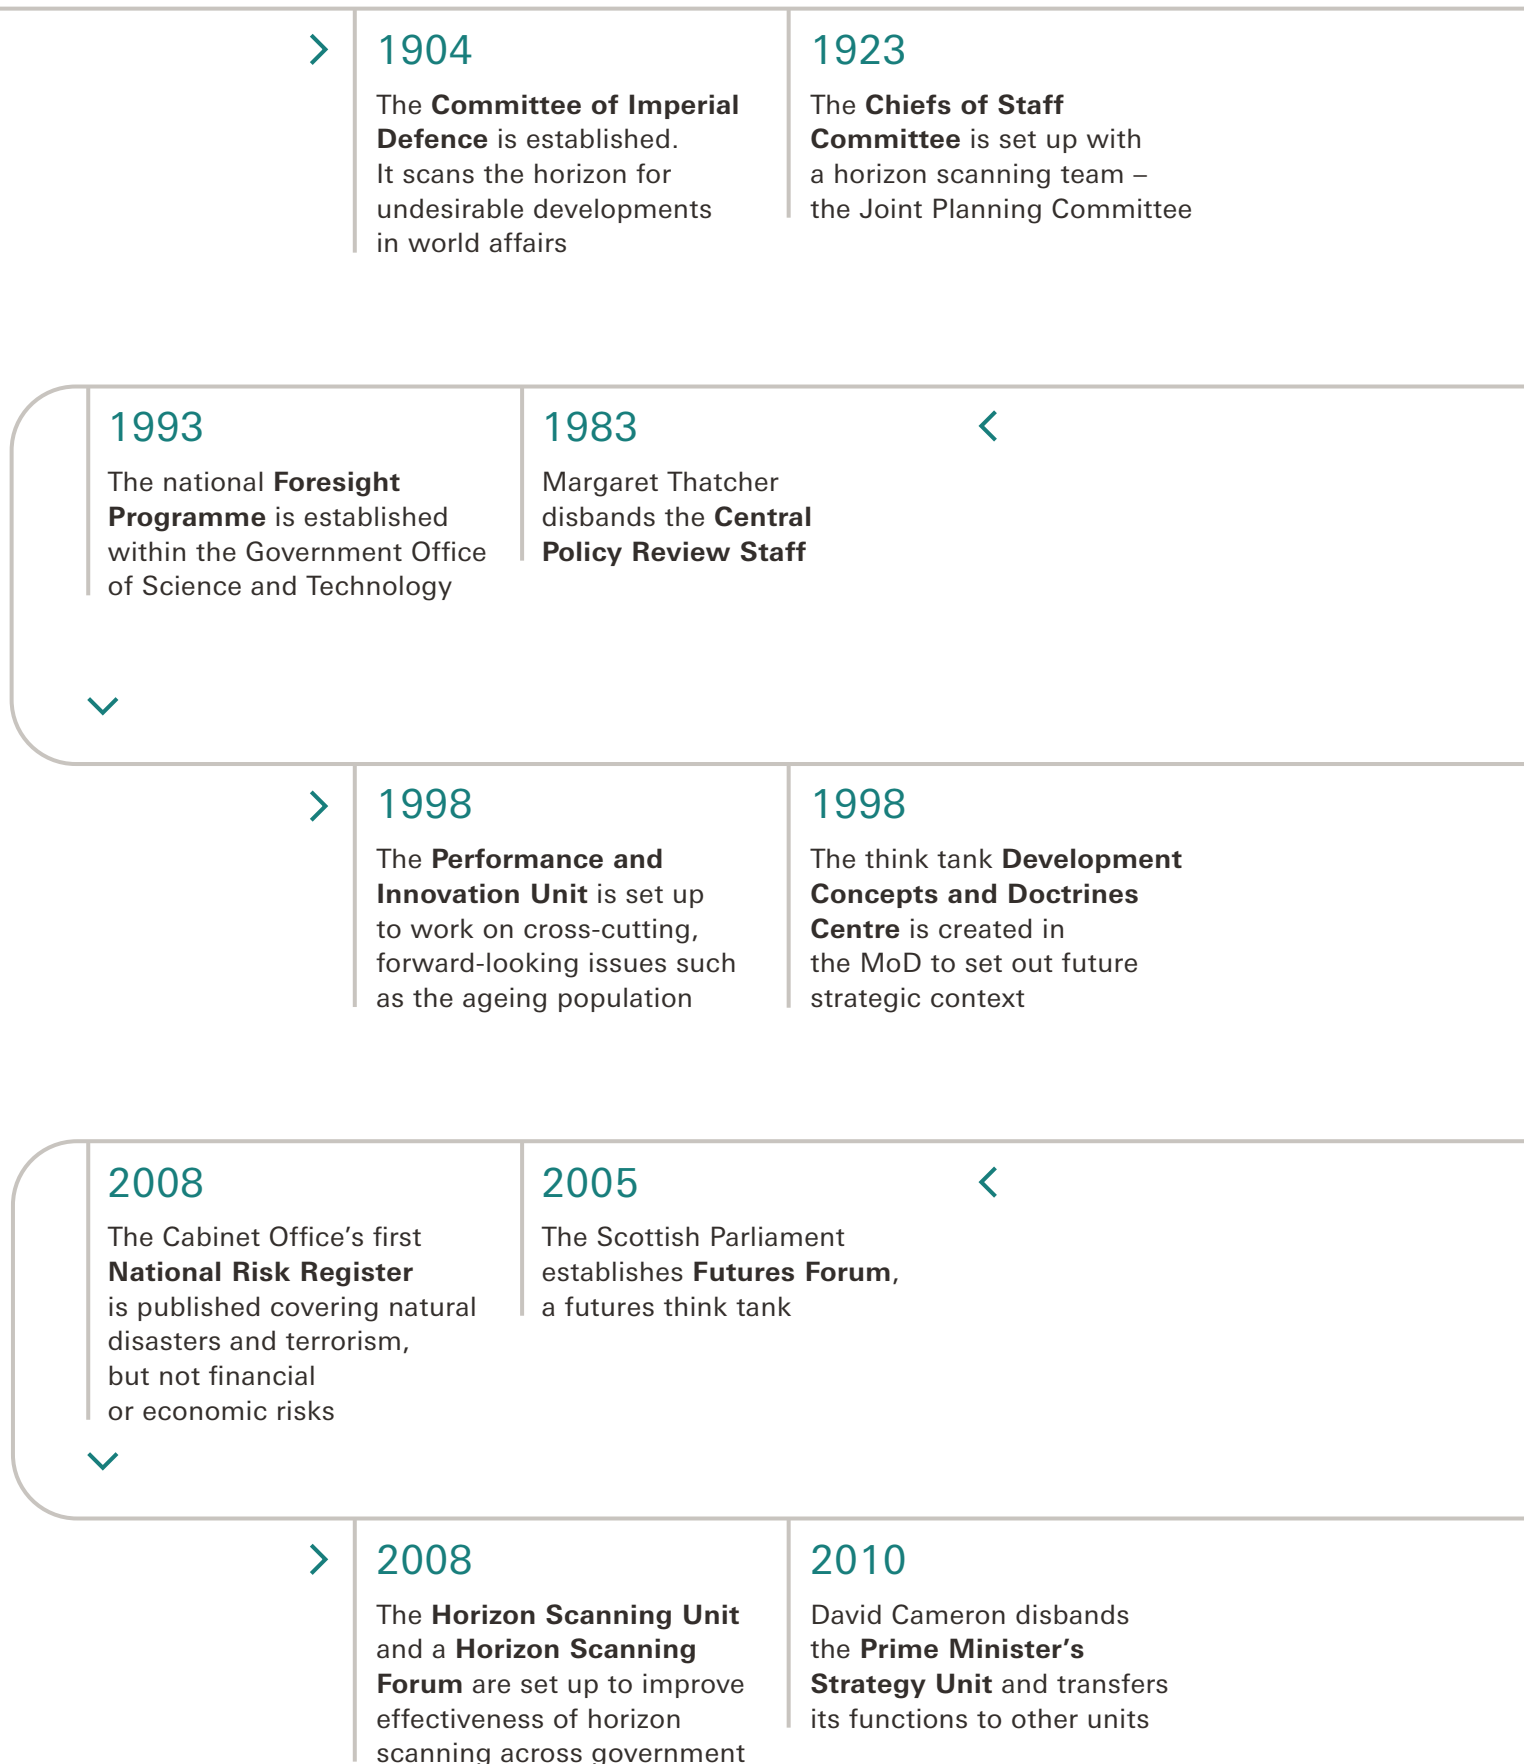 1904
The Committee of Imperial
Defence is established.
It scans the horizon for
undesirable developments
in world affairs
1923
The Chiefs of Staff
Committee is set up with
a horizon scanning team –
the Joint Planning Committee
1993
The national Foresight
Programme is established
within the Government Office
of Science and Technology
1983
Margaret Thatcher
disbands the Central
Policy Review Staff
1998
The Performance and
Innovation Unit is set up
to work on cross-cutting,
forward-looking issues such
as the ageing population
1998
The think tank Development
Concepts and Doctrines
Centre is created in
the MoD to set out future
strategic context
2008
The Cabinet Office’s first
National Risk Register
is published covering natural
disasters and terrorism,
but not financial
or economic risks
2005
The Scottish Parliament
establishes Futures Forum,
a futures think tank
2008
The Horizon Scanning Unit
and a Horizon Scanning
Forum are set up to improve
effectiveness of horizon
scanning across government
2010
David Cameron disbands
the Prime Minister’s
Strategy Unit and transfers
its functions to other units